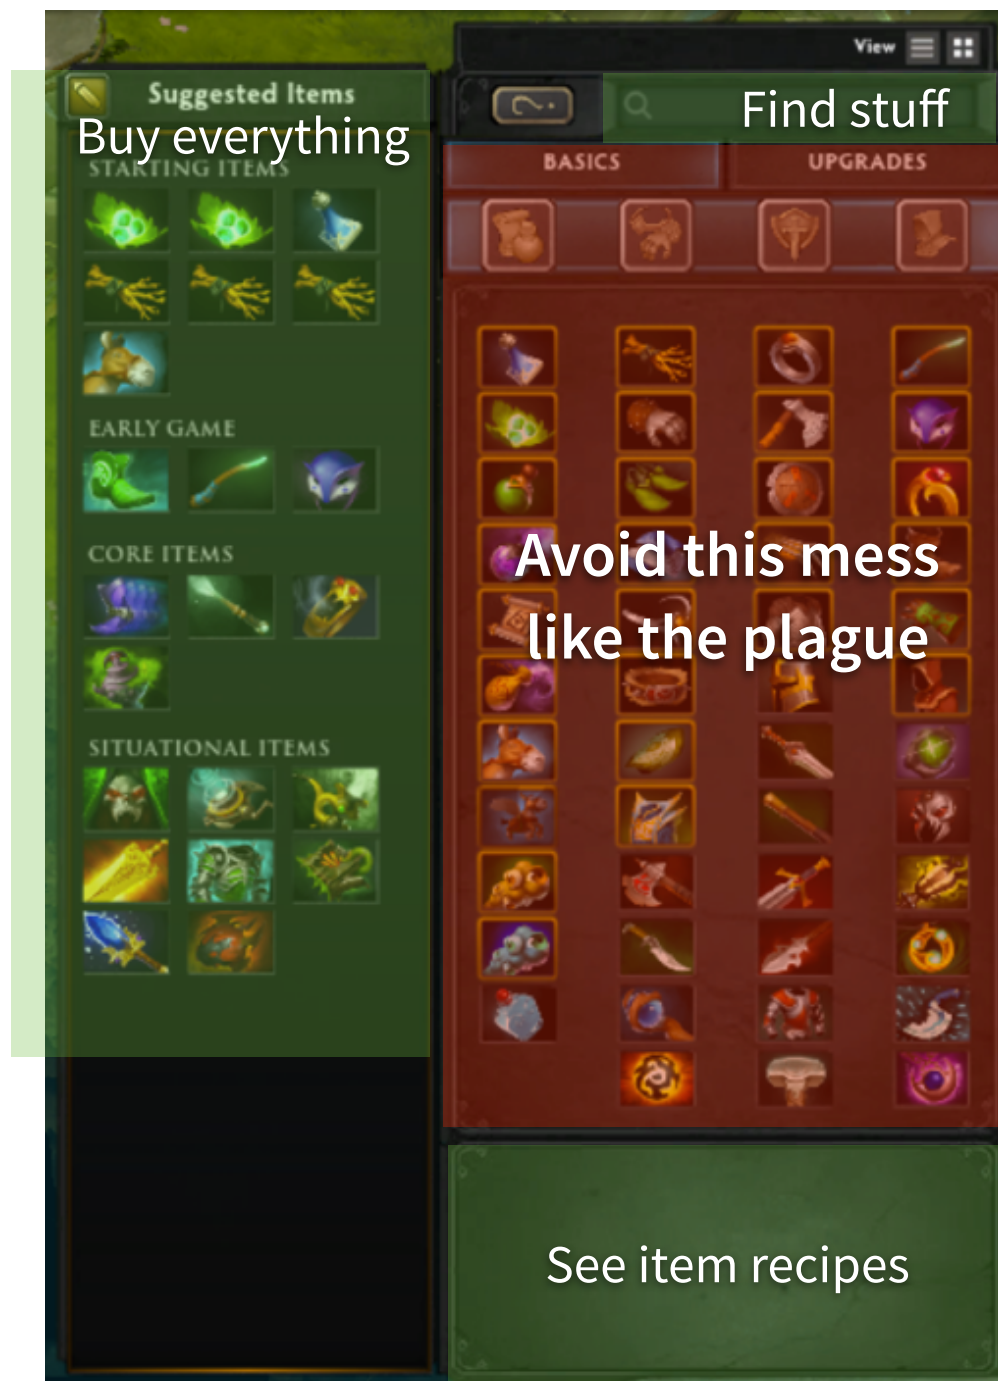 View
Suggested Items
Find stuff
Buy everything
STARTING ITEMS
BASICS
UPGRADES
EARLY GAME
CORE ITEMS
Avoid this mess
like the plague
SITUATIONAL ITEMS
See item recipes